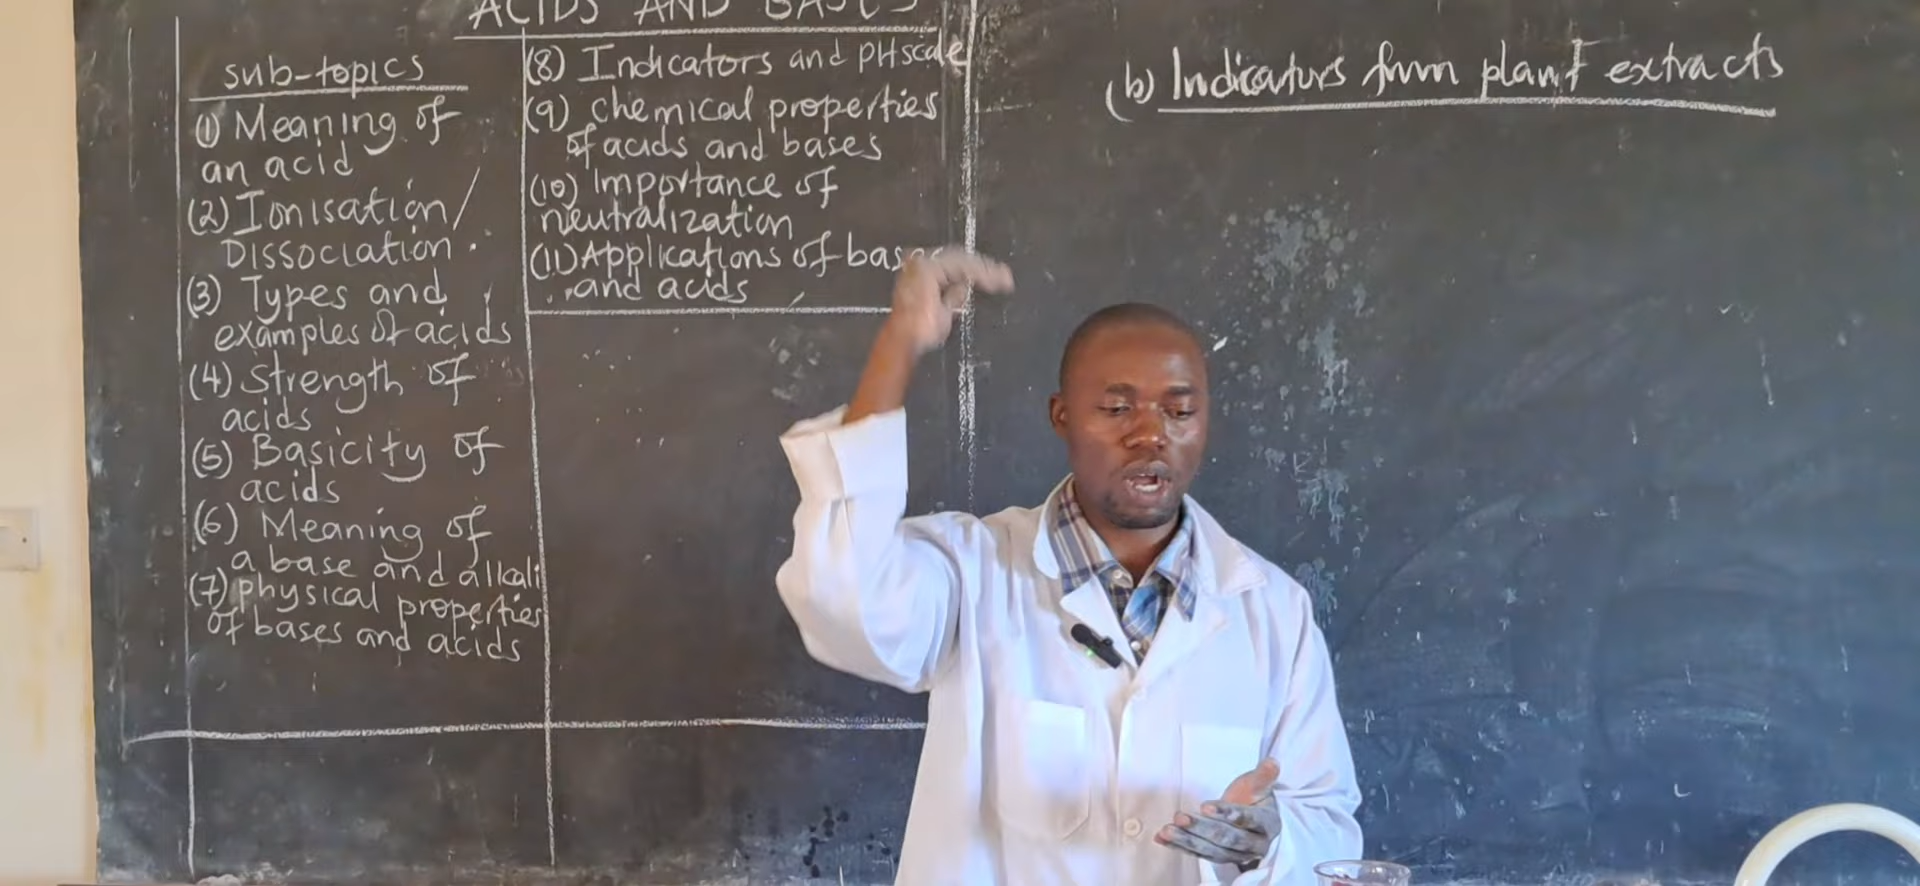 ACIDS AND BASES
sub-topics
(1) Meaning of
an acid
(2) Ionisation/
Dissociation.
(3) Types and
examples of acids
(4) strength of
acids
(5) Basicity of
acids
(6) Meaning of
a base and alkali
(7) physical properties
of bases and acids
(8) Indicators and pHscale
(9) chemical properties
of acids and bases
(10) Importance of
neutralization
(11) Applications of bases
and acids
(b) Indicators from plant extracts